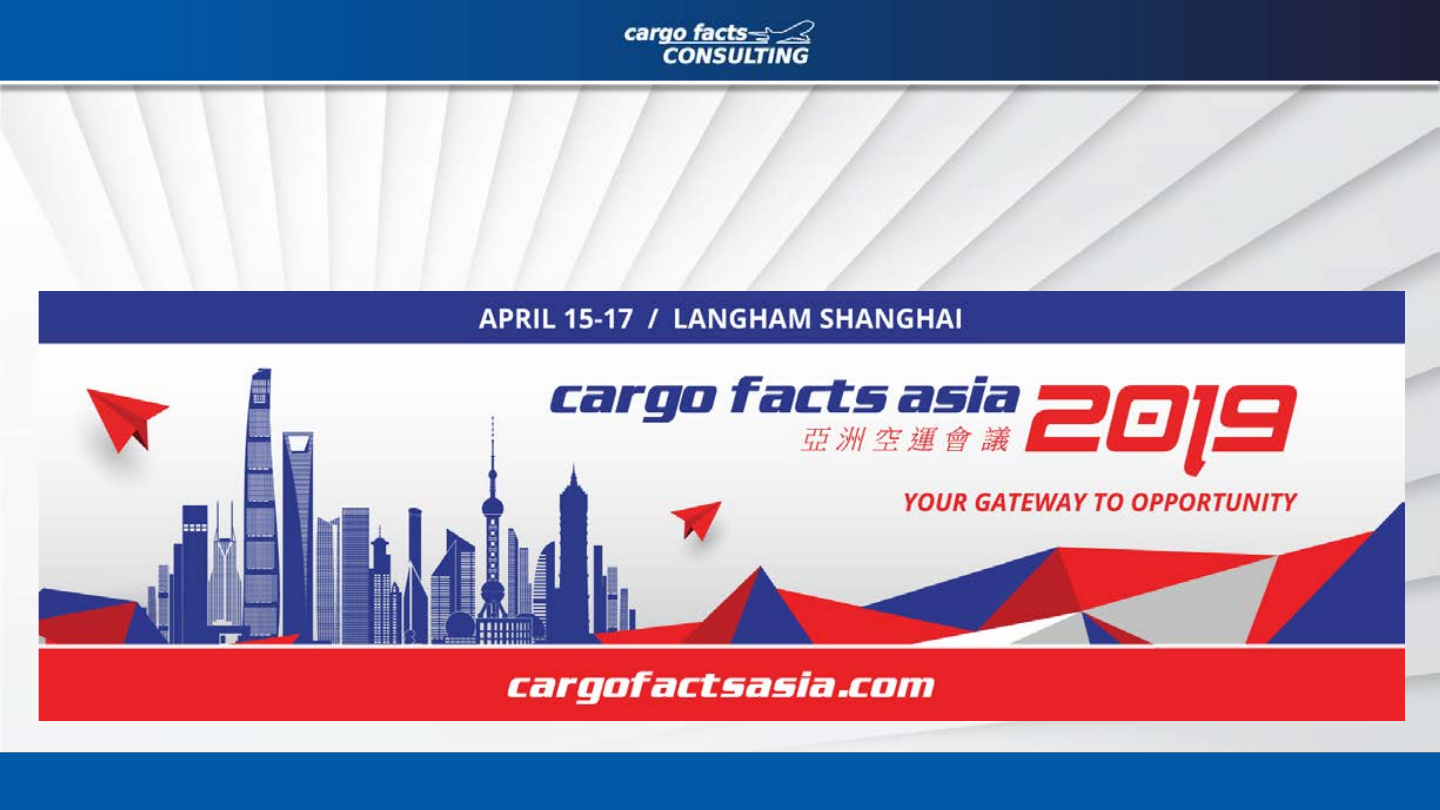 cargo facts
CONSULTING
APRIL 15-17 / LANGHAM SHANGHAI
cargo facts asia 2019
亞洲空運會議
YOUR GATEWAY TO OPPORTUNITY
cargofactsasia.com